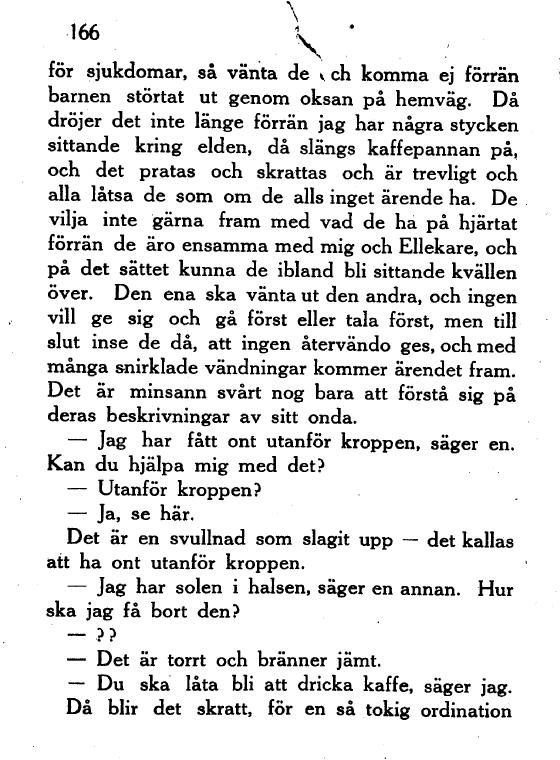 166
för sjukdomar, så vänta de ch komma ej förrän
barnen störtat ut genom oksan på hemväg. Då
dröjer det inte länge förrän jag har några stycken
sittande kring elden, då slängs kaffepannan på,
och det pratas och skrattas och är trevligt och
alla låtsa de som om de alls inget ärende ha. De
vilja inte gärna fram med vad de ha på hjärtat
förrän de äro ensamma med mig och Ellekare, och
på det sättet kunna de ibland bli sittande kvällen
över. Den ena ska vänta ut den andra, och ingen
vill ge sig och gå först eller tala först, men till
slut inse de då, att ingen återvändo ges, och med
många snirklade vändningar kommer ärendet fram.
Det är minsann svårt nog bara att förstå sig på
deras beskrivningar av sitt onda.
— Jag har fått ont utanför kroppen, säger en.
Kan du hjälpa mig med det?
— Utanför kroppen?
— Ja, se här.
Det är en svullnad som slagit upp — det kallas
att ha ont utanför kroppen.
— Jag har solen i halsen, säger en annan. Hur
ska jag få bort den?
— ??
— Det är torrt och bränner jämt.
— Du ska låta bli att dricka kaffe, säger jag.
Då blir det skratt, för en så tokig ordination